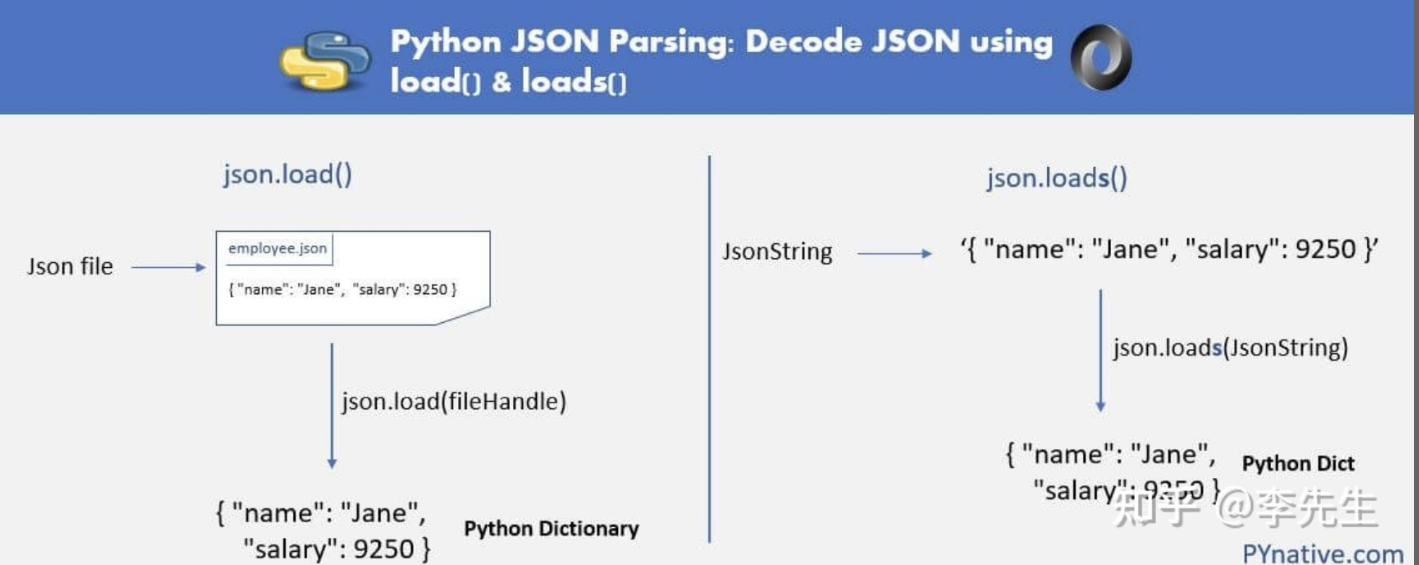 Python JSON Parsing: Decode JSON using
load() & loads()
json.load()
Json file
employee.json
{ "name": "Jane", "salary": 9250 }
json.load(fileHandle)
{ "name": "Jane",
"salary": 9250 }
Python Dictionary
json.loads()
JsonString
‘{ "name": "Jane", "salary": 9250 }’
json.loads(JsonString)
{ "name": "Jane",
"salary": 9250 }
Python Dict
知乎 @李先生
PYnative.com